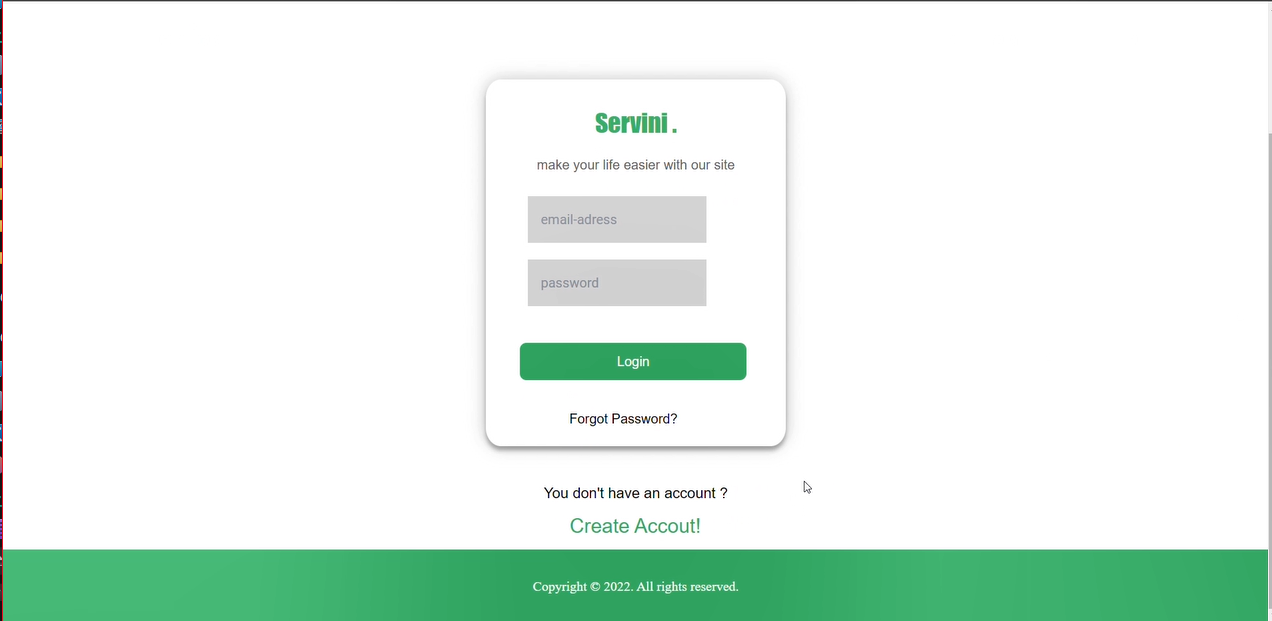 Servini .
make your life easier with our site
email-adress
password
Login
Forgot Password?
You don't have an account ?
Create Accout!
Copyright © 2022. All rights reserved.